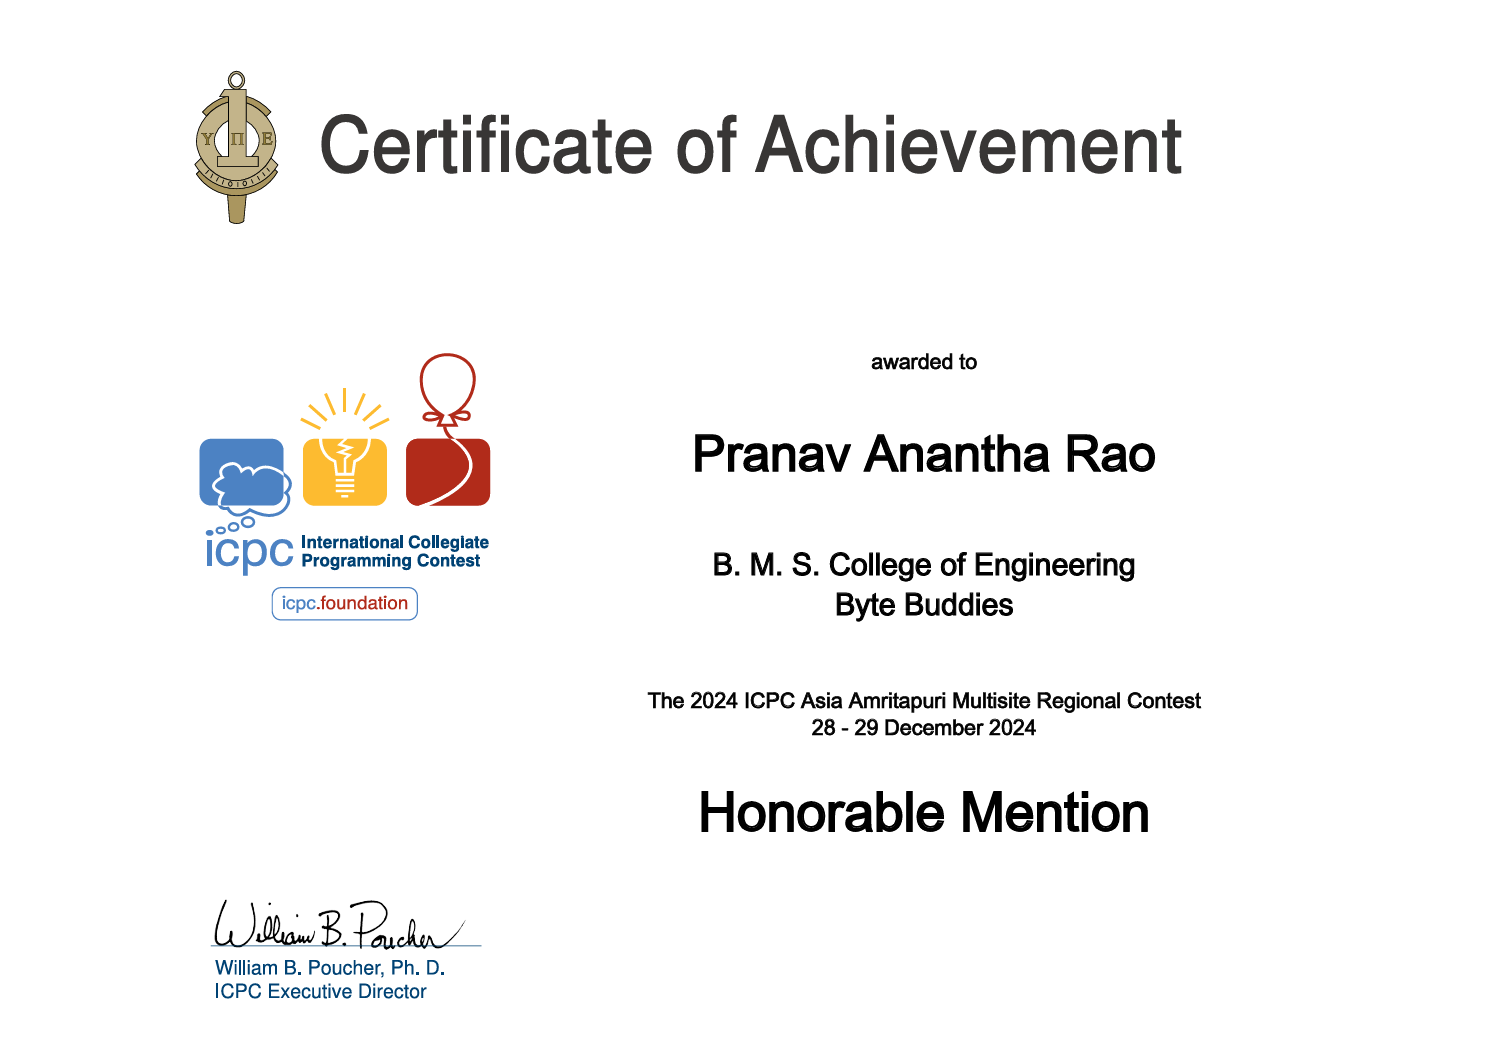 Υ Π Ε
Certificate of Achievement
awarded to
Pranav Anantha Rao
B. M. S. College of Engineering
Byte Buddies
icpc International Collegiate
Programming Contest
icpc.foundation
The 2024 ICPC Asia Amritapuri Multisite Regional Contest
28 - 29 December 2024
Honorable Mention
William B. Poucher
William B. Poucher, Ph. D.
ICPC Executive Director